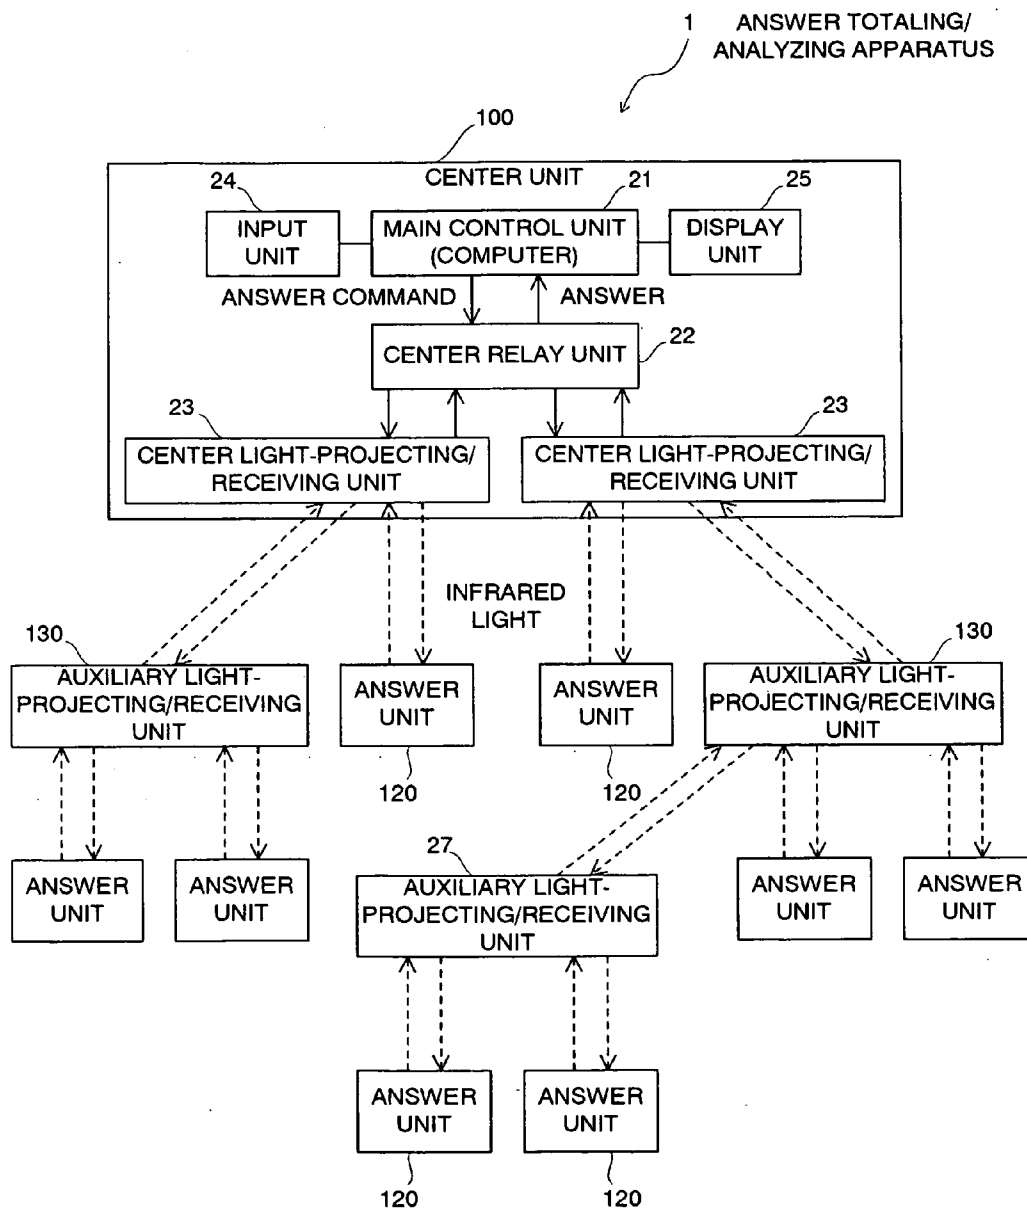 1
ANSWER TOTALING/
ANALYZING APPARATUS
100
CENTER UNIT
24
21
25
INPUT
UNIT
MAIN CONTROL UNIT
(COMPUTER)
DISPLAY
UNIT
ANSWER COMMAND
ANSWER
CENTER RELAY UNIT
22
23
23
CENTER LIGHT-PROJECTING/
RECEIVING UNIT
CENTER LIGHT-PROJECTING/
RECEIVING UNIT
INFRARED
LIGHT
130
130
AUXILIARY LIGHT-
PROJECTING/RECEIVING
UNIT
ANSWER
UNIT
ANSWER
UNIT
AUXILIARY LIGHT-
PROJECTING/RECEIVING
UNIT
120
120
27
ANSWER
UNIT
ANSWER
UNIT
AUXILIARY LIGHT-
PROJECTING/RECEIVING
UNIT
ANSWER
UNIT
ANSWER
UNIT
ANSWER
UNIT
ANSWER
UNIT
120
120